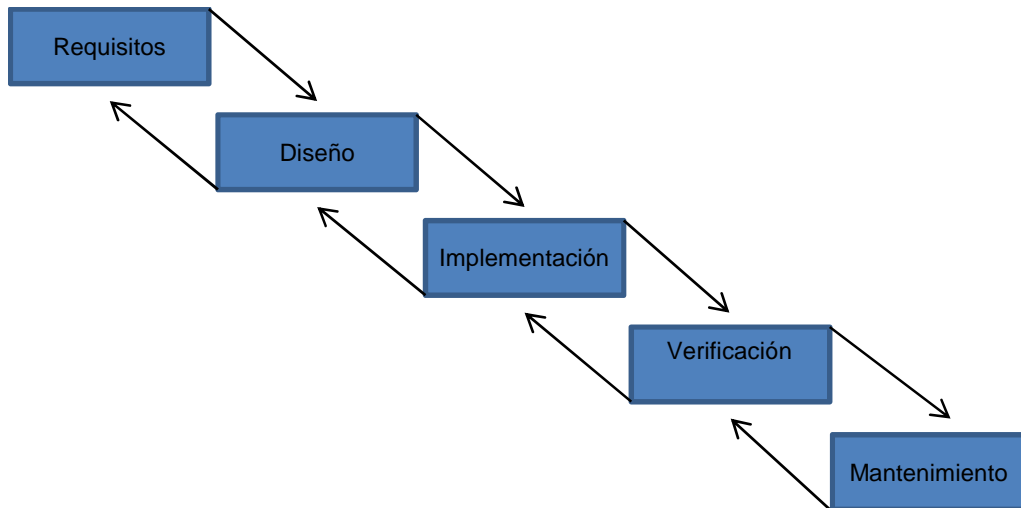 Requisitos
Diseño
Implementación
Verificación
Mantenimiento